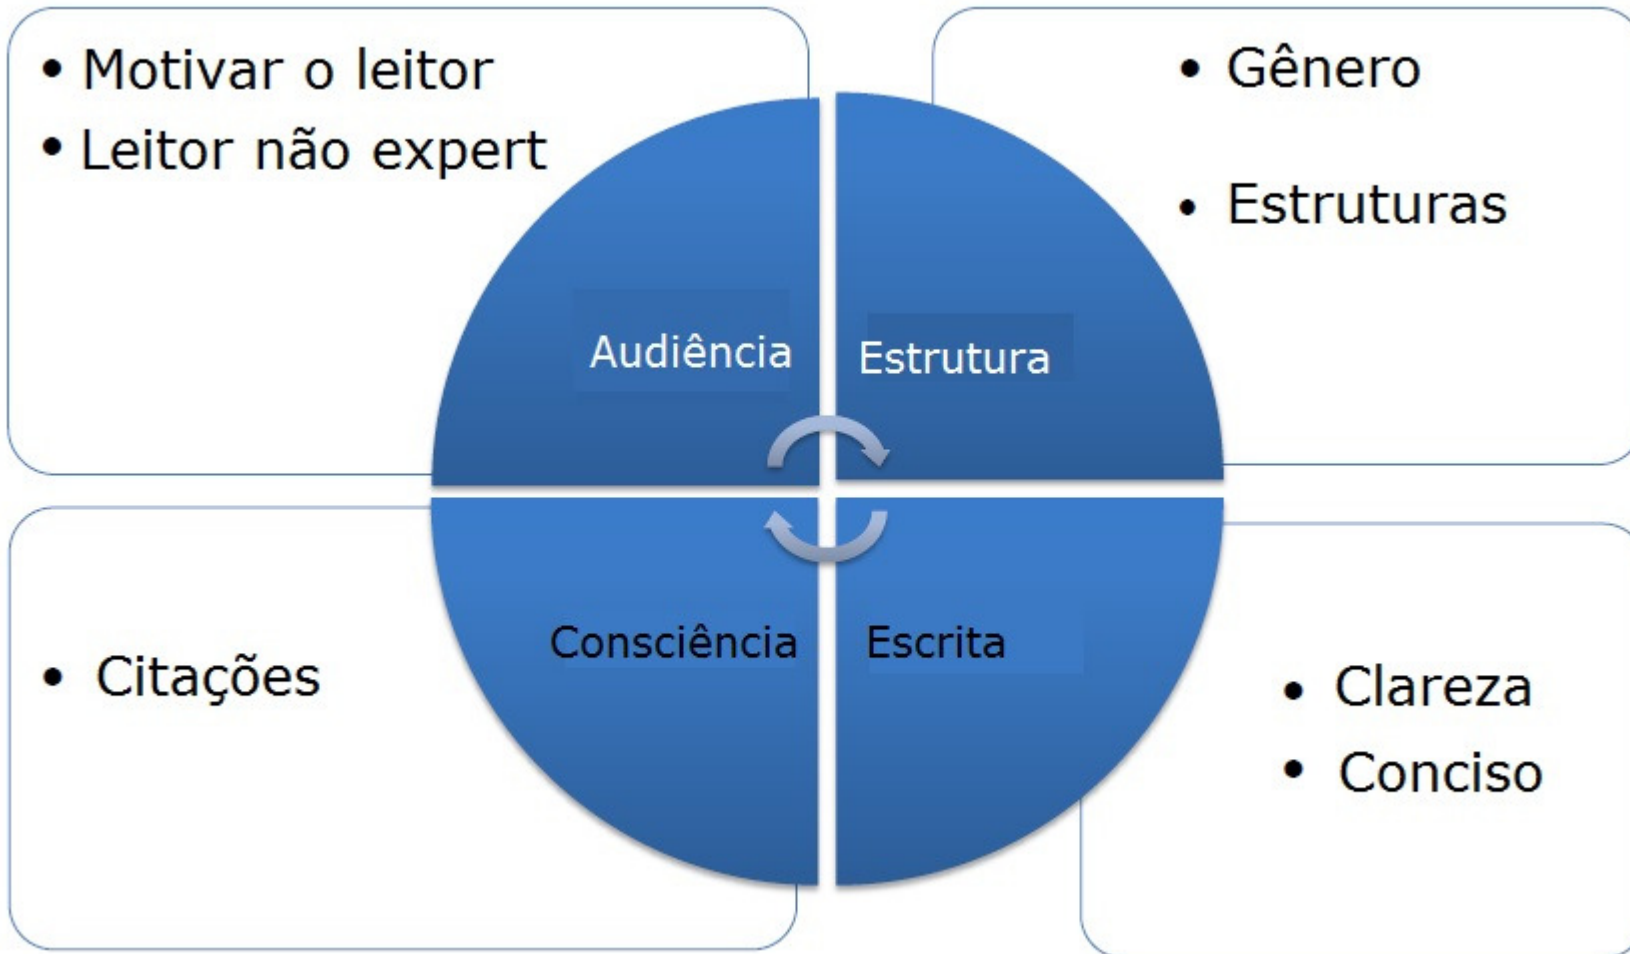 • Motivar o leitor
• Leitor não expert
• Gênero
• Estruturas
Audiência
Estrutura
Consciência
Escrita
• Citações
• Clareza
• Conciso